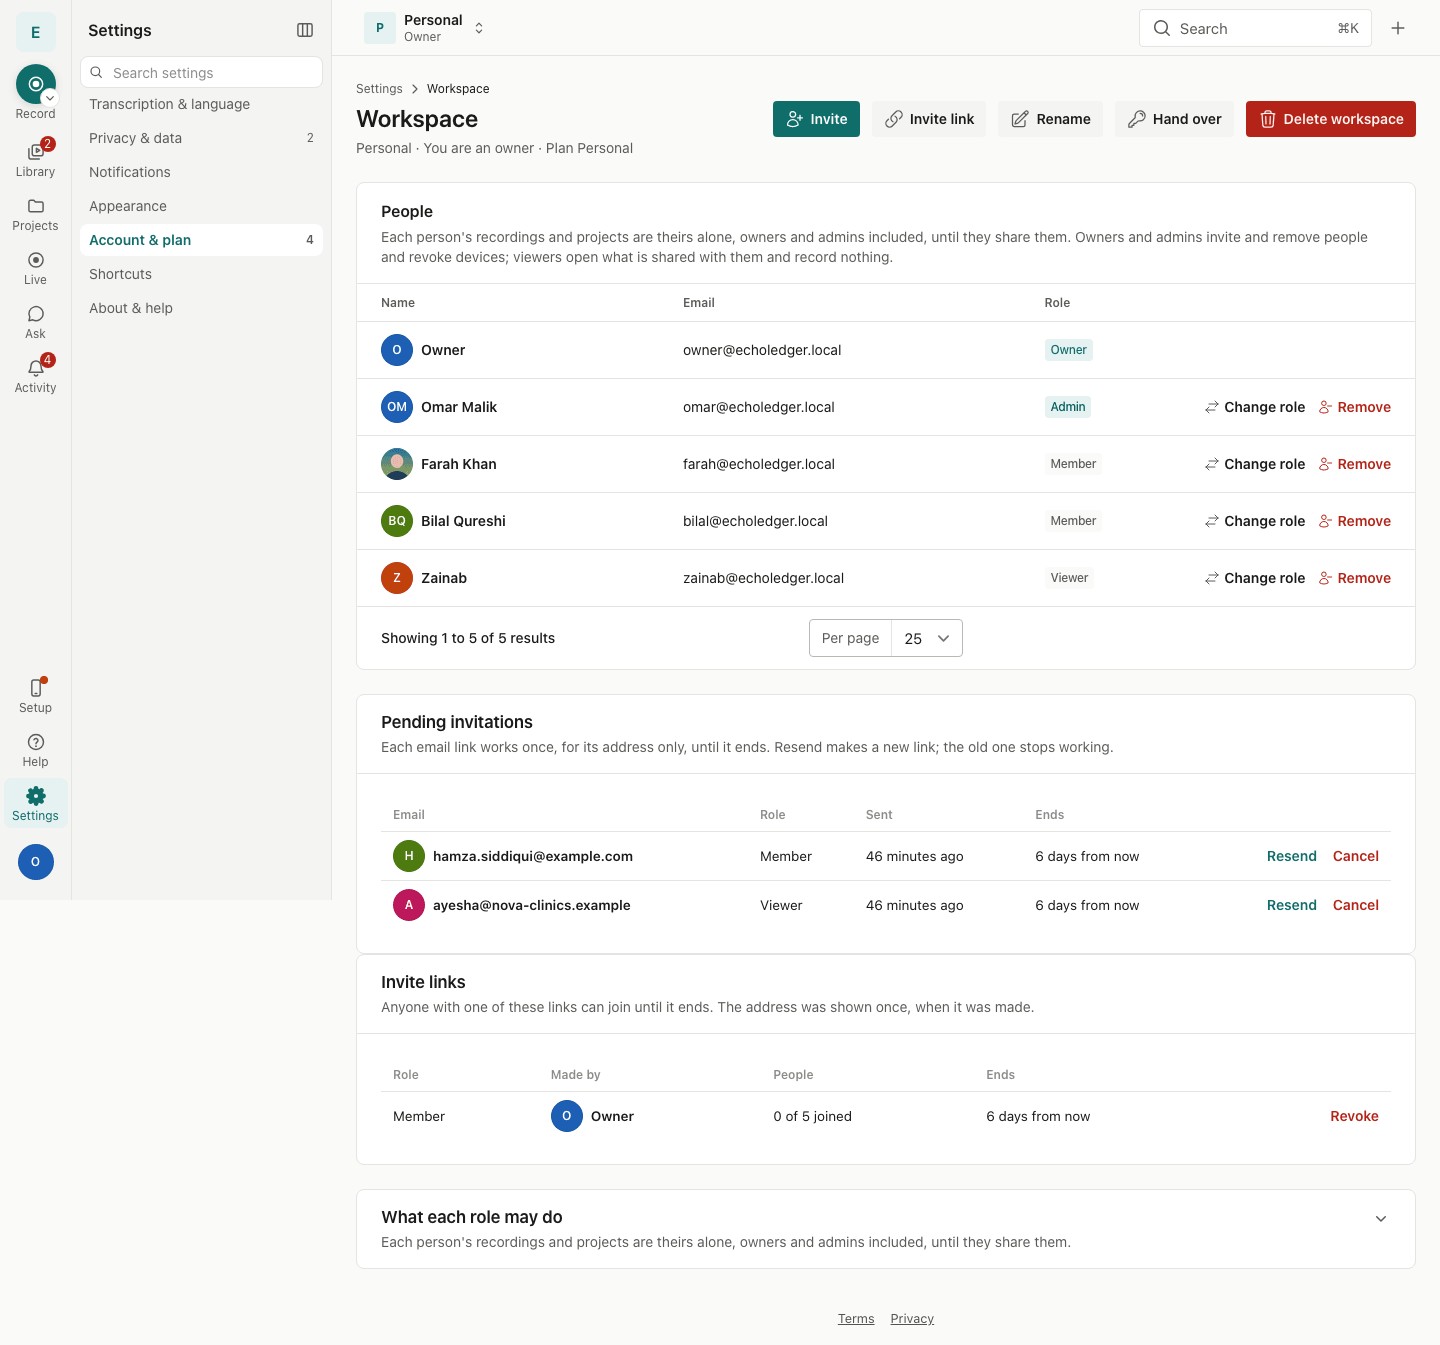 E
Record
2
Library
Projects
Live
Ask
4
Activity
Setup
Help
Settings
O
Settings
Search settings
Transcription & language
Privacy & data 2
Notifications
Appearance
Account & plan 4
Shortcuts
About & help
P
Personal
Owner
Search ⌘K
Settings Workspace
Workspace
Personal · You are an owner · Plan Personal
Invite Invite link Rename Hand over Delete workspace
People
Each person's recordings and projects are theirs alone, owners and admins included, until they share them. Owners and admins invite and remove people
and revoke devices; viewers open what is shared with them and record nothing.
Name Email Role
O Owner owner@echoledger.local Owner
OM Omar Malik omar@echoledger.local Admin Change role Remove
Farah Khan farah@echoledger.local Member Change role Remove
BQ Bilal Qureshi bilal@echoledger.local Member Change role Remove
Z Zainab zainab@echoledger.local Viewer Change role Remove
Showing 1 to 5 of 5 results Per page 25
Pending invitations
Each email link works once, for its address only, until it ends. Resend makes a new link; the old one stops working.
Email Role Sent Ends
H hamza.siddiqui@example.com Member 46 minutes ago 6 days from now Resend Cancel
A ayesha@nova-clinics.example Viewer 46 minutes ago 6 days from now Resend Cancel
Invite links
Anyone with one of these links can join until it ends. The address was shown once, when it was made.
Role Made by People Ends
Member O Owner 0 of 5 joined 6 days from now Revoke
What each role may do
Each person's recordings and projects are theirs alone, owners and admins included, until they share them.
Terms Privacy